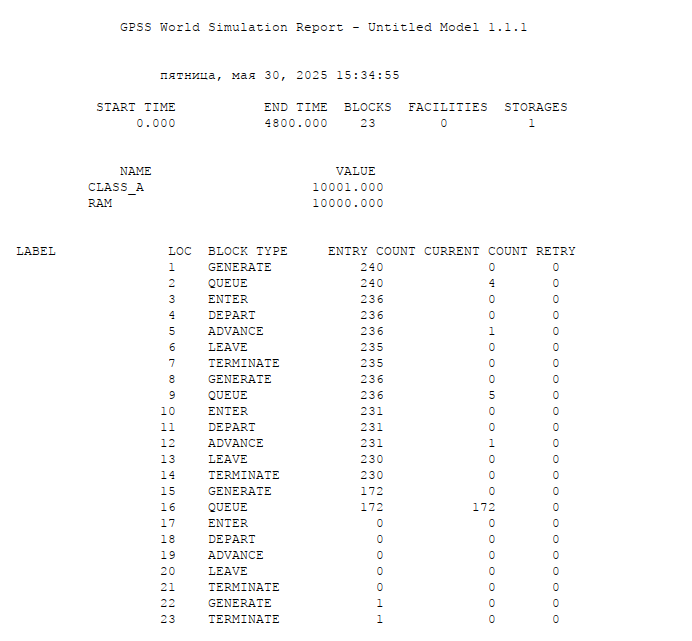 GPSS World Simulation Report - Untitled Model 1.1.1
пятница, мая 30, 2025 15:34:55
START TIME END TIME BLOCKS FACILITIES STORAGES
0.000 4800.000 23 0 1
NAME VALUE
CLASS_A 10001.000
RAM 10000.000
LABEL LOC BLOCK TYPE ENTRY COUNT CURRENT COUNT RETRY
1 GENERATE 240 0 0
2 QUEUE 240 4 0
3 ENTER 236 0 0
4 DEPART 236 0 0
5 ADVANCE 236 1 0
6 LEAVE 235 0 0
7 TERMINATE 235 0 0
8 GENERATE 236 0 0
9 QUEUE 236 5 0
10 ENTER 231 0 0
11 DEPART 231 0 0
12 ADVANCE 231 1 0
13 LEAVE 230 0 0
14 TERMINATE 230 0 0
15 GENERATE 172 0 0
16 QUEUE 172 172 0
17 ENTER 0 0 0
18 DEPART 0 0 0
19 ADVANCE 0 0 0
20 LEAVE 0 0 0
21 TERMINATE 0 0 0
22 GENERATE 1 0 0
23 TERMINATE 1 0 0